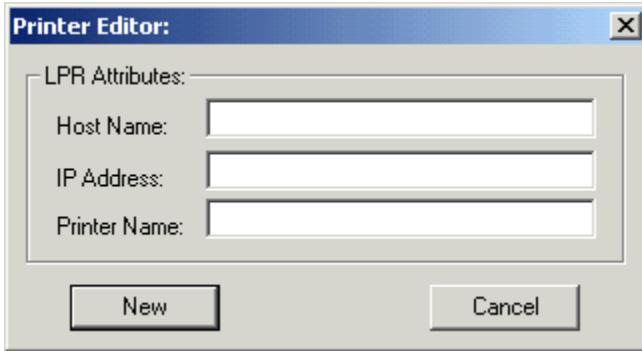 Printer Editor:
LPR Attributes:
Host Name:
IP Address:
Printer Name:
New Cancel